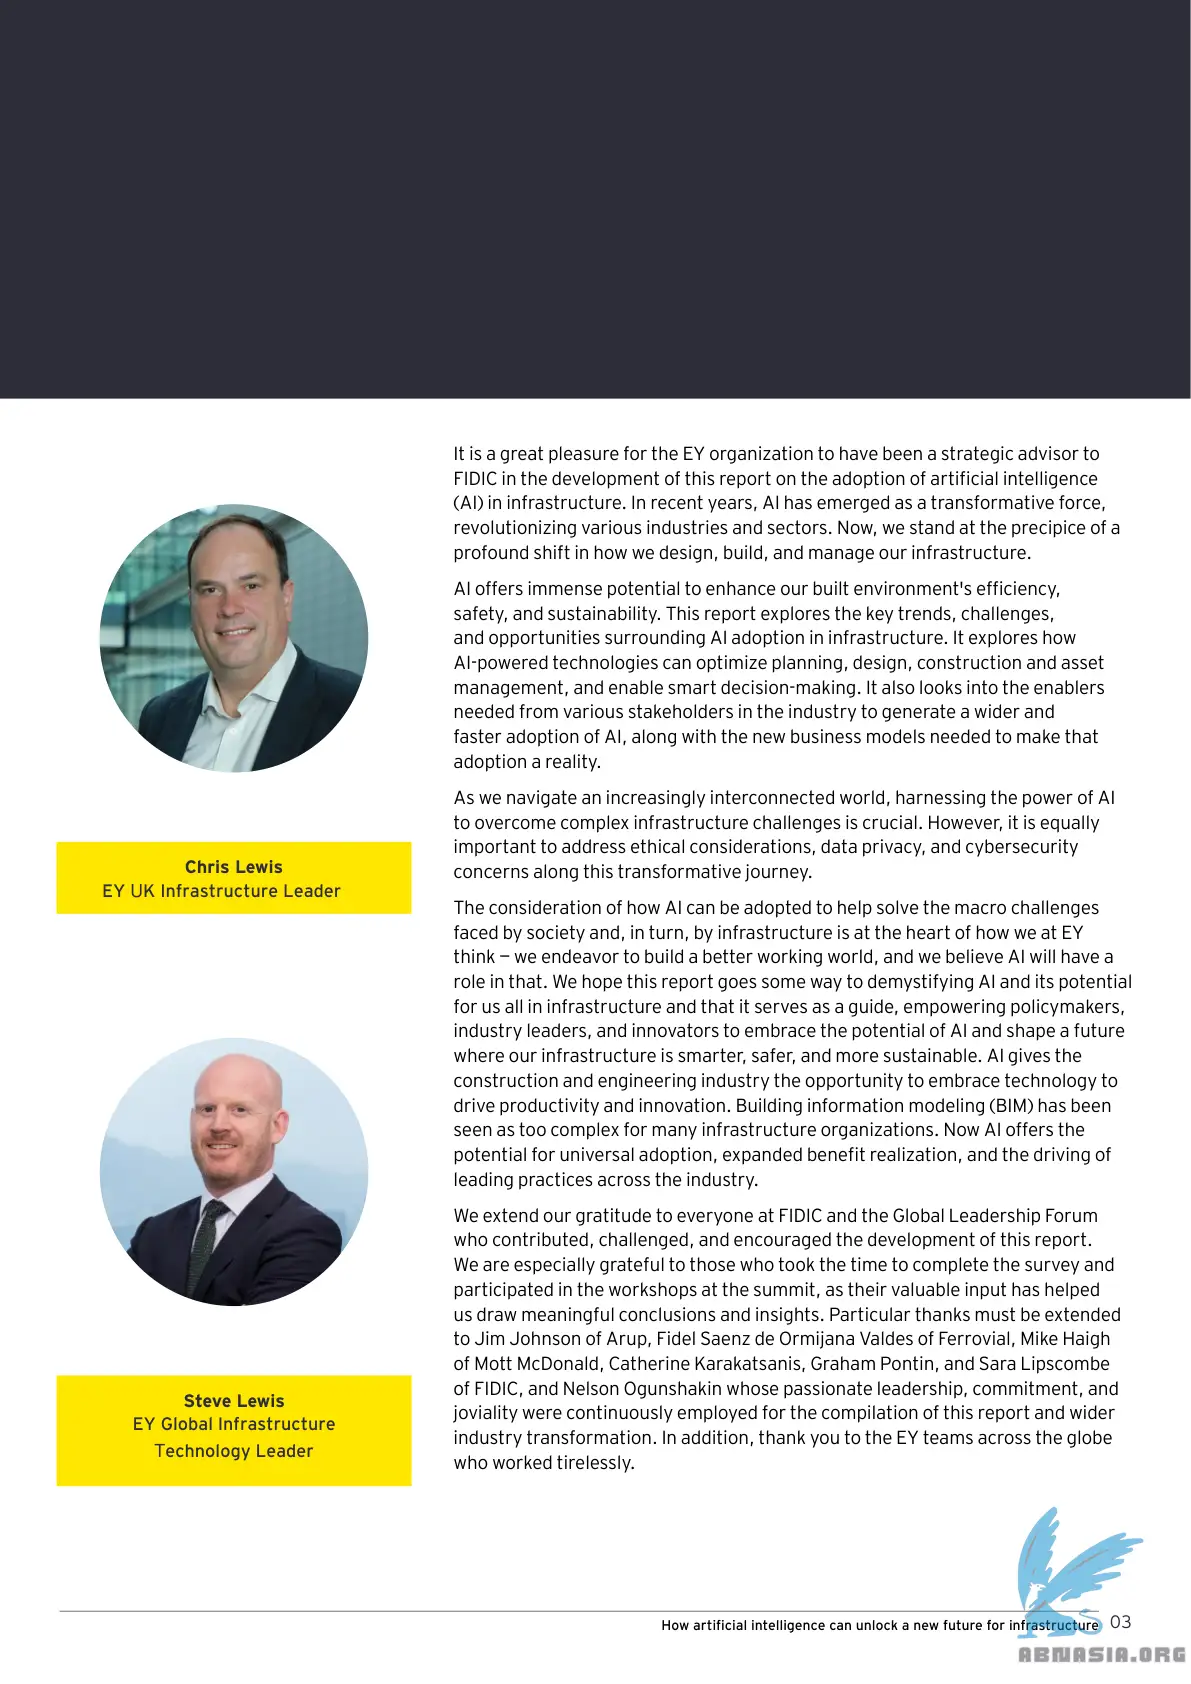 It is a great pleasure for the EY organization to have been a strategic advisor to
FIDIC in the development of this report on the adoption of artificial intelligence
(AI) in infrastructure. In recent years, AI has emerged as a transformative force,
revolutionizing various industries and sectors. Now, we stand at the precipice of a
profound shift in how we design, build, and manage our infrastructure.
AI offers immense potential to enhance our built environment's efficiency,
safety, and sustainability. This report explores the key trends, challenges,
and opportunities surrounding AI adoption in infrastructure. It explores how
AI-powered technologies can optimize planning, design, construction and asset
management, and enable smart decision-making. It also looks into the enablers
needed from various stakeholders in the industry to generate a wider and
faster adoption of AI, along with the new business models needed to make that
adoption a reality.
As we navigate an increasingly interconnected world, harnessing the power of AI
to overcome complex infrastructure challenges is crucial. However, it is equally
important to address ethical considerations, data privacy, and cybersecurity
concerns along this transformative journey.
The consideration of how AI can be adopted to help solve the macro challenges
faced by society and, in turn, by infrastructure is at the heart of how we at EY
think — we endeavor to build a better working world, and we believe AI will have a
role in that. We hope this report goes some way to demystifying AI and its potential
for us all in infrastructure and that it serves as a guide, empowering policymakers,
industry leaders, and innovators to embrace the potential of AI and shape a future
where our infrastructure is smarter, safer, and more sustainable. AI gives the
construction and engineering industry the opportunity to embrace technology to
drive productivity and innovation. Building information modeling (BIM) has been
seen as too complex for many infrastructure organizations. Now AI offers the
potential for universal adoption, expanded benefit realization, and the driving of
leading practices across the industry.
We extend our gratitude to everyone at FIDIC and the Global Leadership Forum
who contributed, challenged, and encouraged the development of this report.
We are especially grateful to those who took the time to complete the survey and
participated in the workshops at the summit, as their valuable input has helped
us draw meaningful conclusions and insights. Particular thanks must be extended
to Jim Johnson of Arup, Fidel Saenz de Ormijana Valdes of Ferrovial, Mike Haigh
of Mott McDonald, Catherine Karakatsanis, Graham Pontin, and Sara Lipscombe
of FIDIC, and Nelson Ogunshakin whose passionate leadership, commitment, and
joviality were continuously employed for the compilation of this report and wider
industry transformation. In addition, thank you to the EY teams across the globe
who worked tirelessly.
Chris Lewis
EY UK Infrastructure Leader
Steve Lewis
EY Global Infrastructure
Technology Leader
How artificial intelligence can unlock a new future for infrastructure 03
ABNASIA.ORG